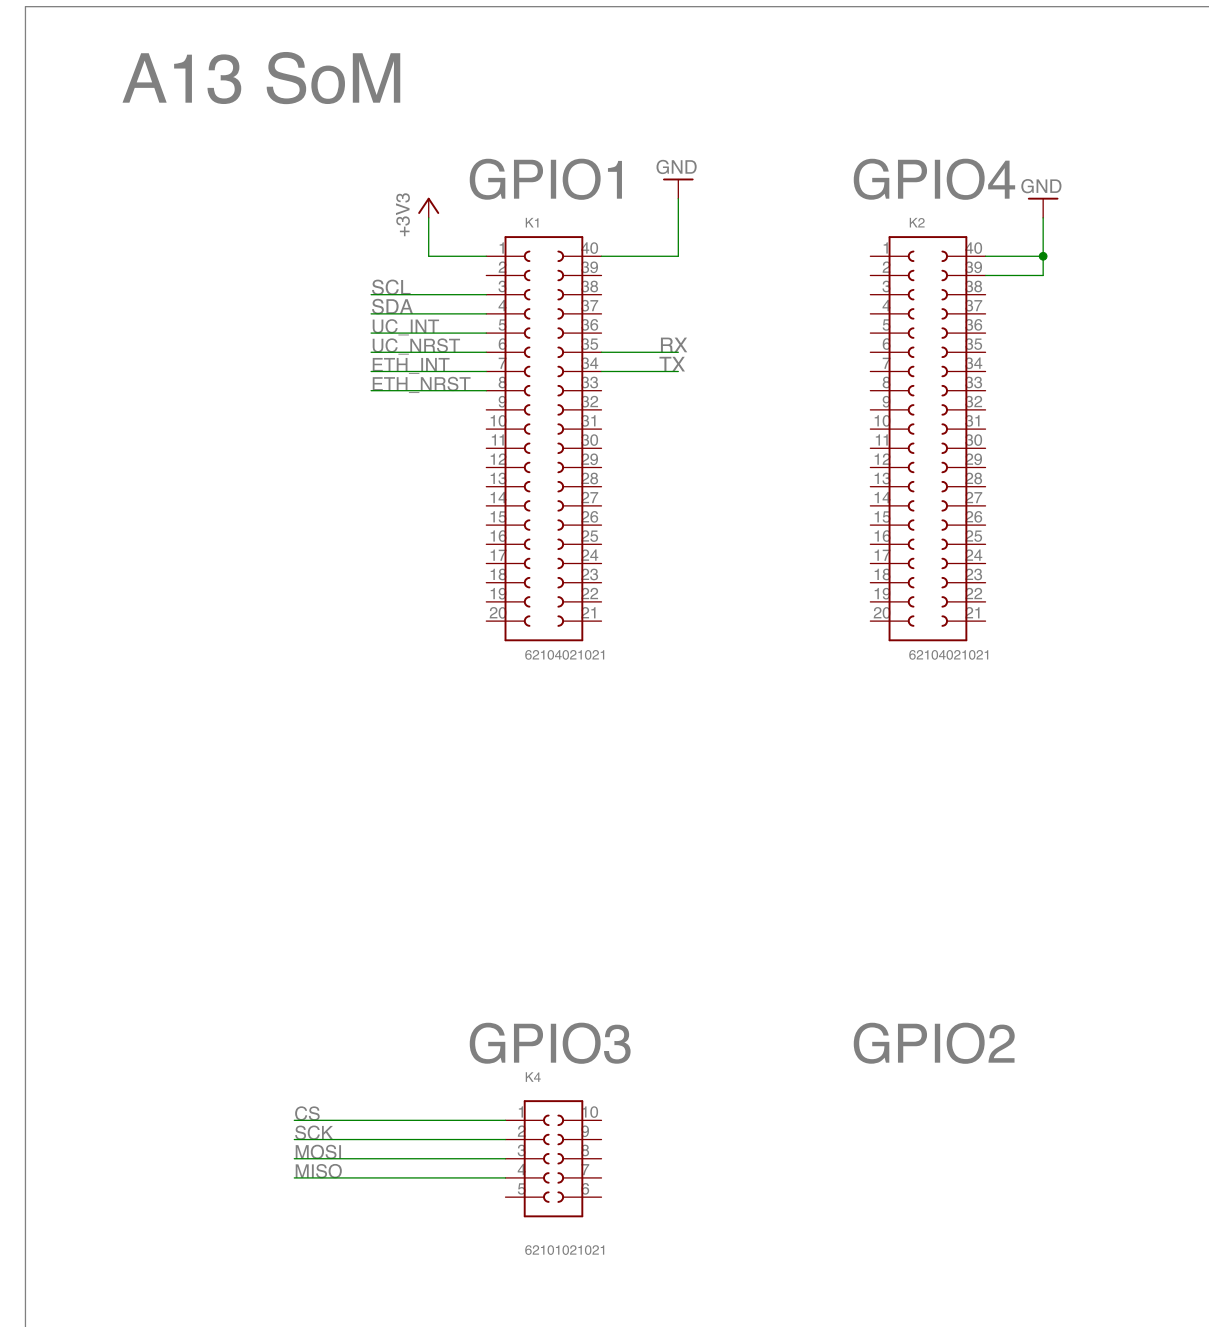 A13 SoM
GPIO1
GND
GPIO4
GND
+3V3
K1
K2
1 40
2 39
SCL 3 38
SDA 4 37
UC_INT 5 36
UC_NRST 6 35 RX
ETH_INT 7 34 TX
ETH_NRST 8 33
9 32
10 31
11 30
12 29
13 28
14 27
15 26
16 25
17 24
18 23
19 22
20 21
62104021021
1 40
2 39
3 38
4 37
5 36
6 35
7 34
8 33
9 32
10 31
11 30
12 29
13 28
14 27
15 26
16 25
17 24
18 23
19 22
20 21
62104021021
GPIO3
GPIO2
K4
CS 1 10
SCK 2 9
MOSI 3 8
MISO 4 7
5 6
62101021021